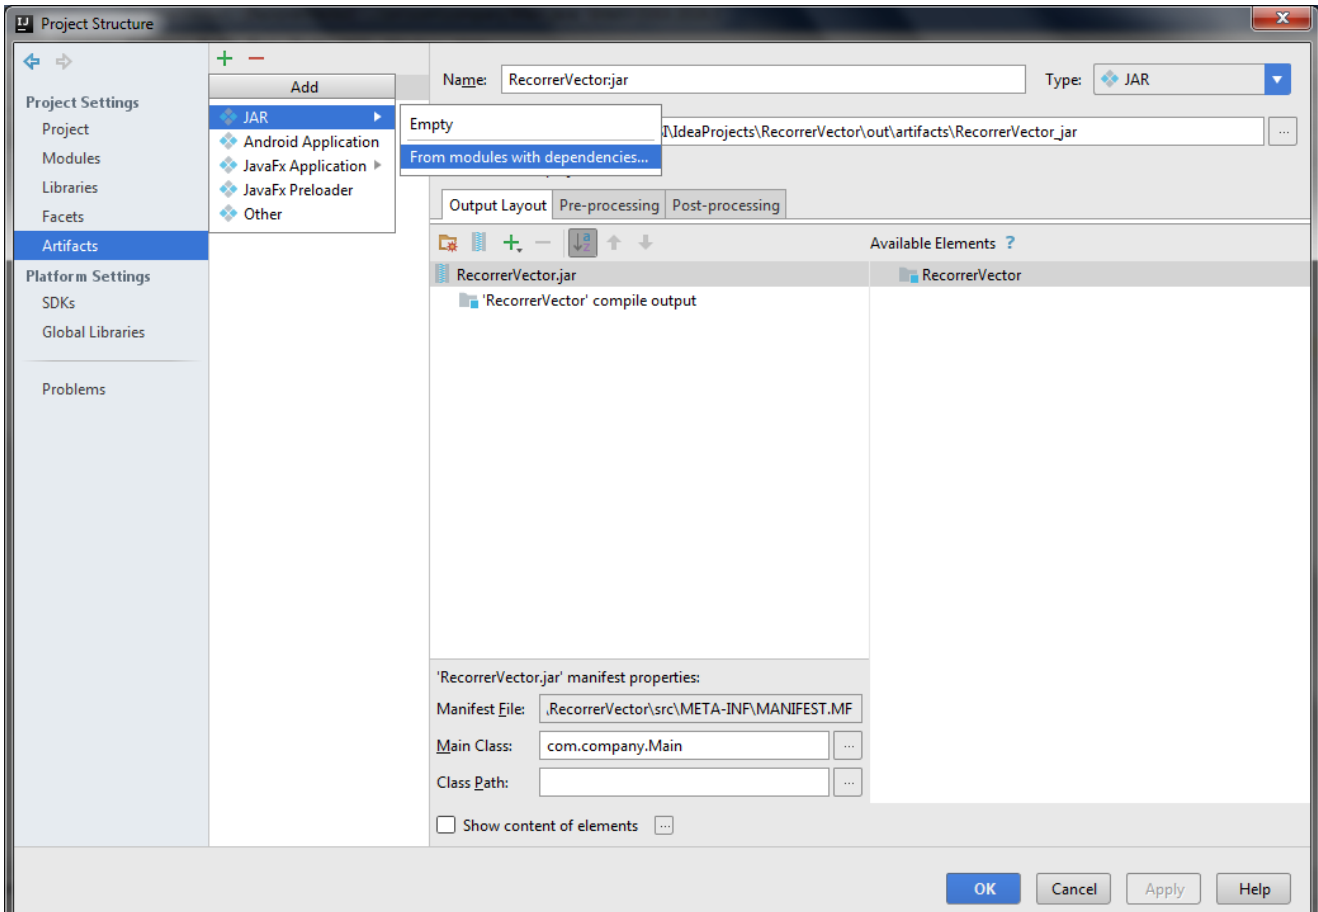 Project Structure
Add
Name: RecorrerVector:jar
Type: JAR
Project Settings
Project
Modules
Libraries
Facets
Artifacts
Platform Settings
SDKs
Global Libraries
Problems
JAR
Android Application
JavaFx Application
JavaFx Preloader
Other
Empty
From modules with dependencies...
\IdeaProjects\RecorrerVector\out\artifacts\RecorrerVector_jar
...
Output Layout Pre-processing Post-processing
Available Elements ?
RecorrerVector.jar
RecorrerVector
'RecorrerVector' compile output
'RecorrerVector.jar' manifest properties:
Manifest File: RecorrerVector\src\META-INF\MANIFEST.MF
Main Class: com.company.Main ...
Class Path: ...
Show content of elements ...
OK Cancel Apply Help